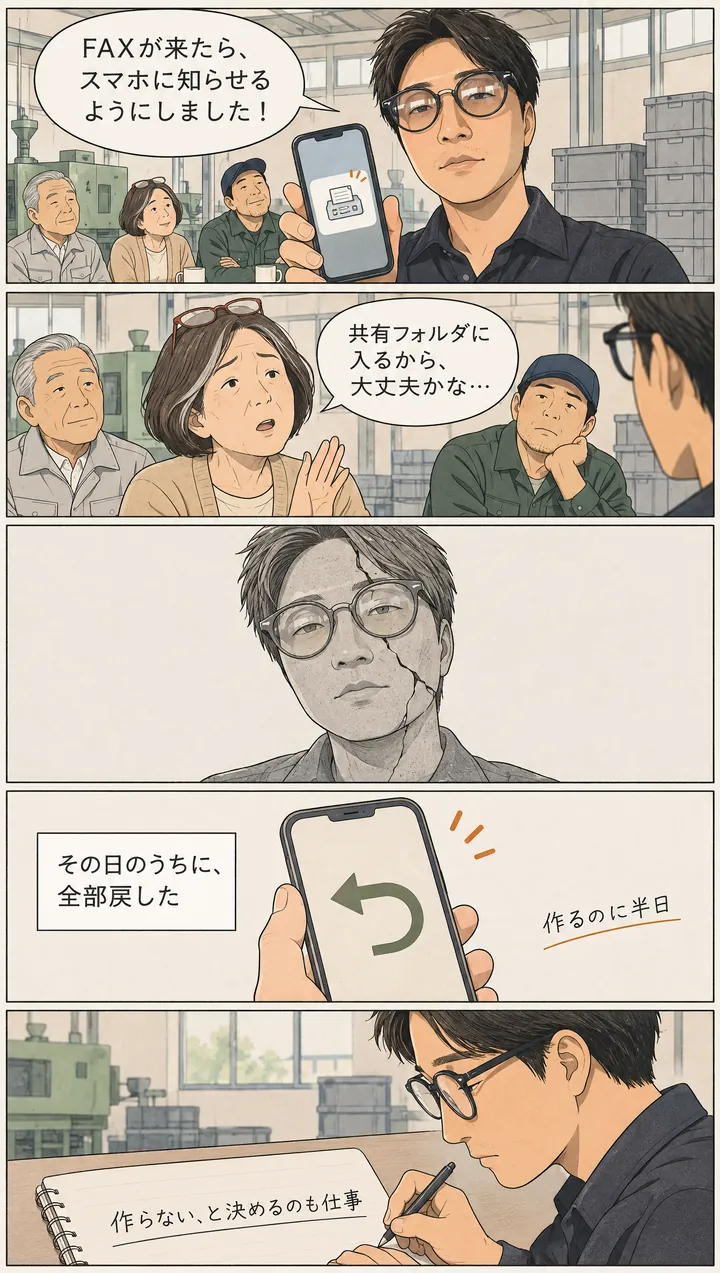 FAXが来たら、
スマホに知らせる
ようにしました！
共有フォルダに
入るから、
大丈夫かな…
その日のうちに、
全部戻した
作るのに半日
作らない、と決めるのも仕事